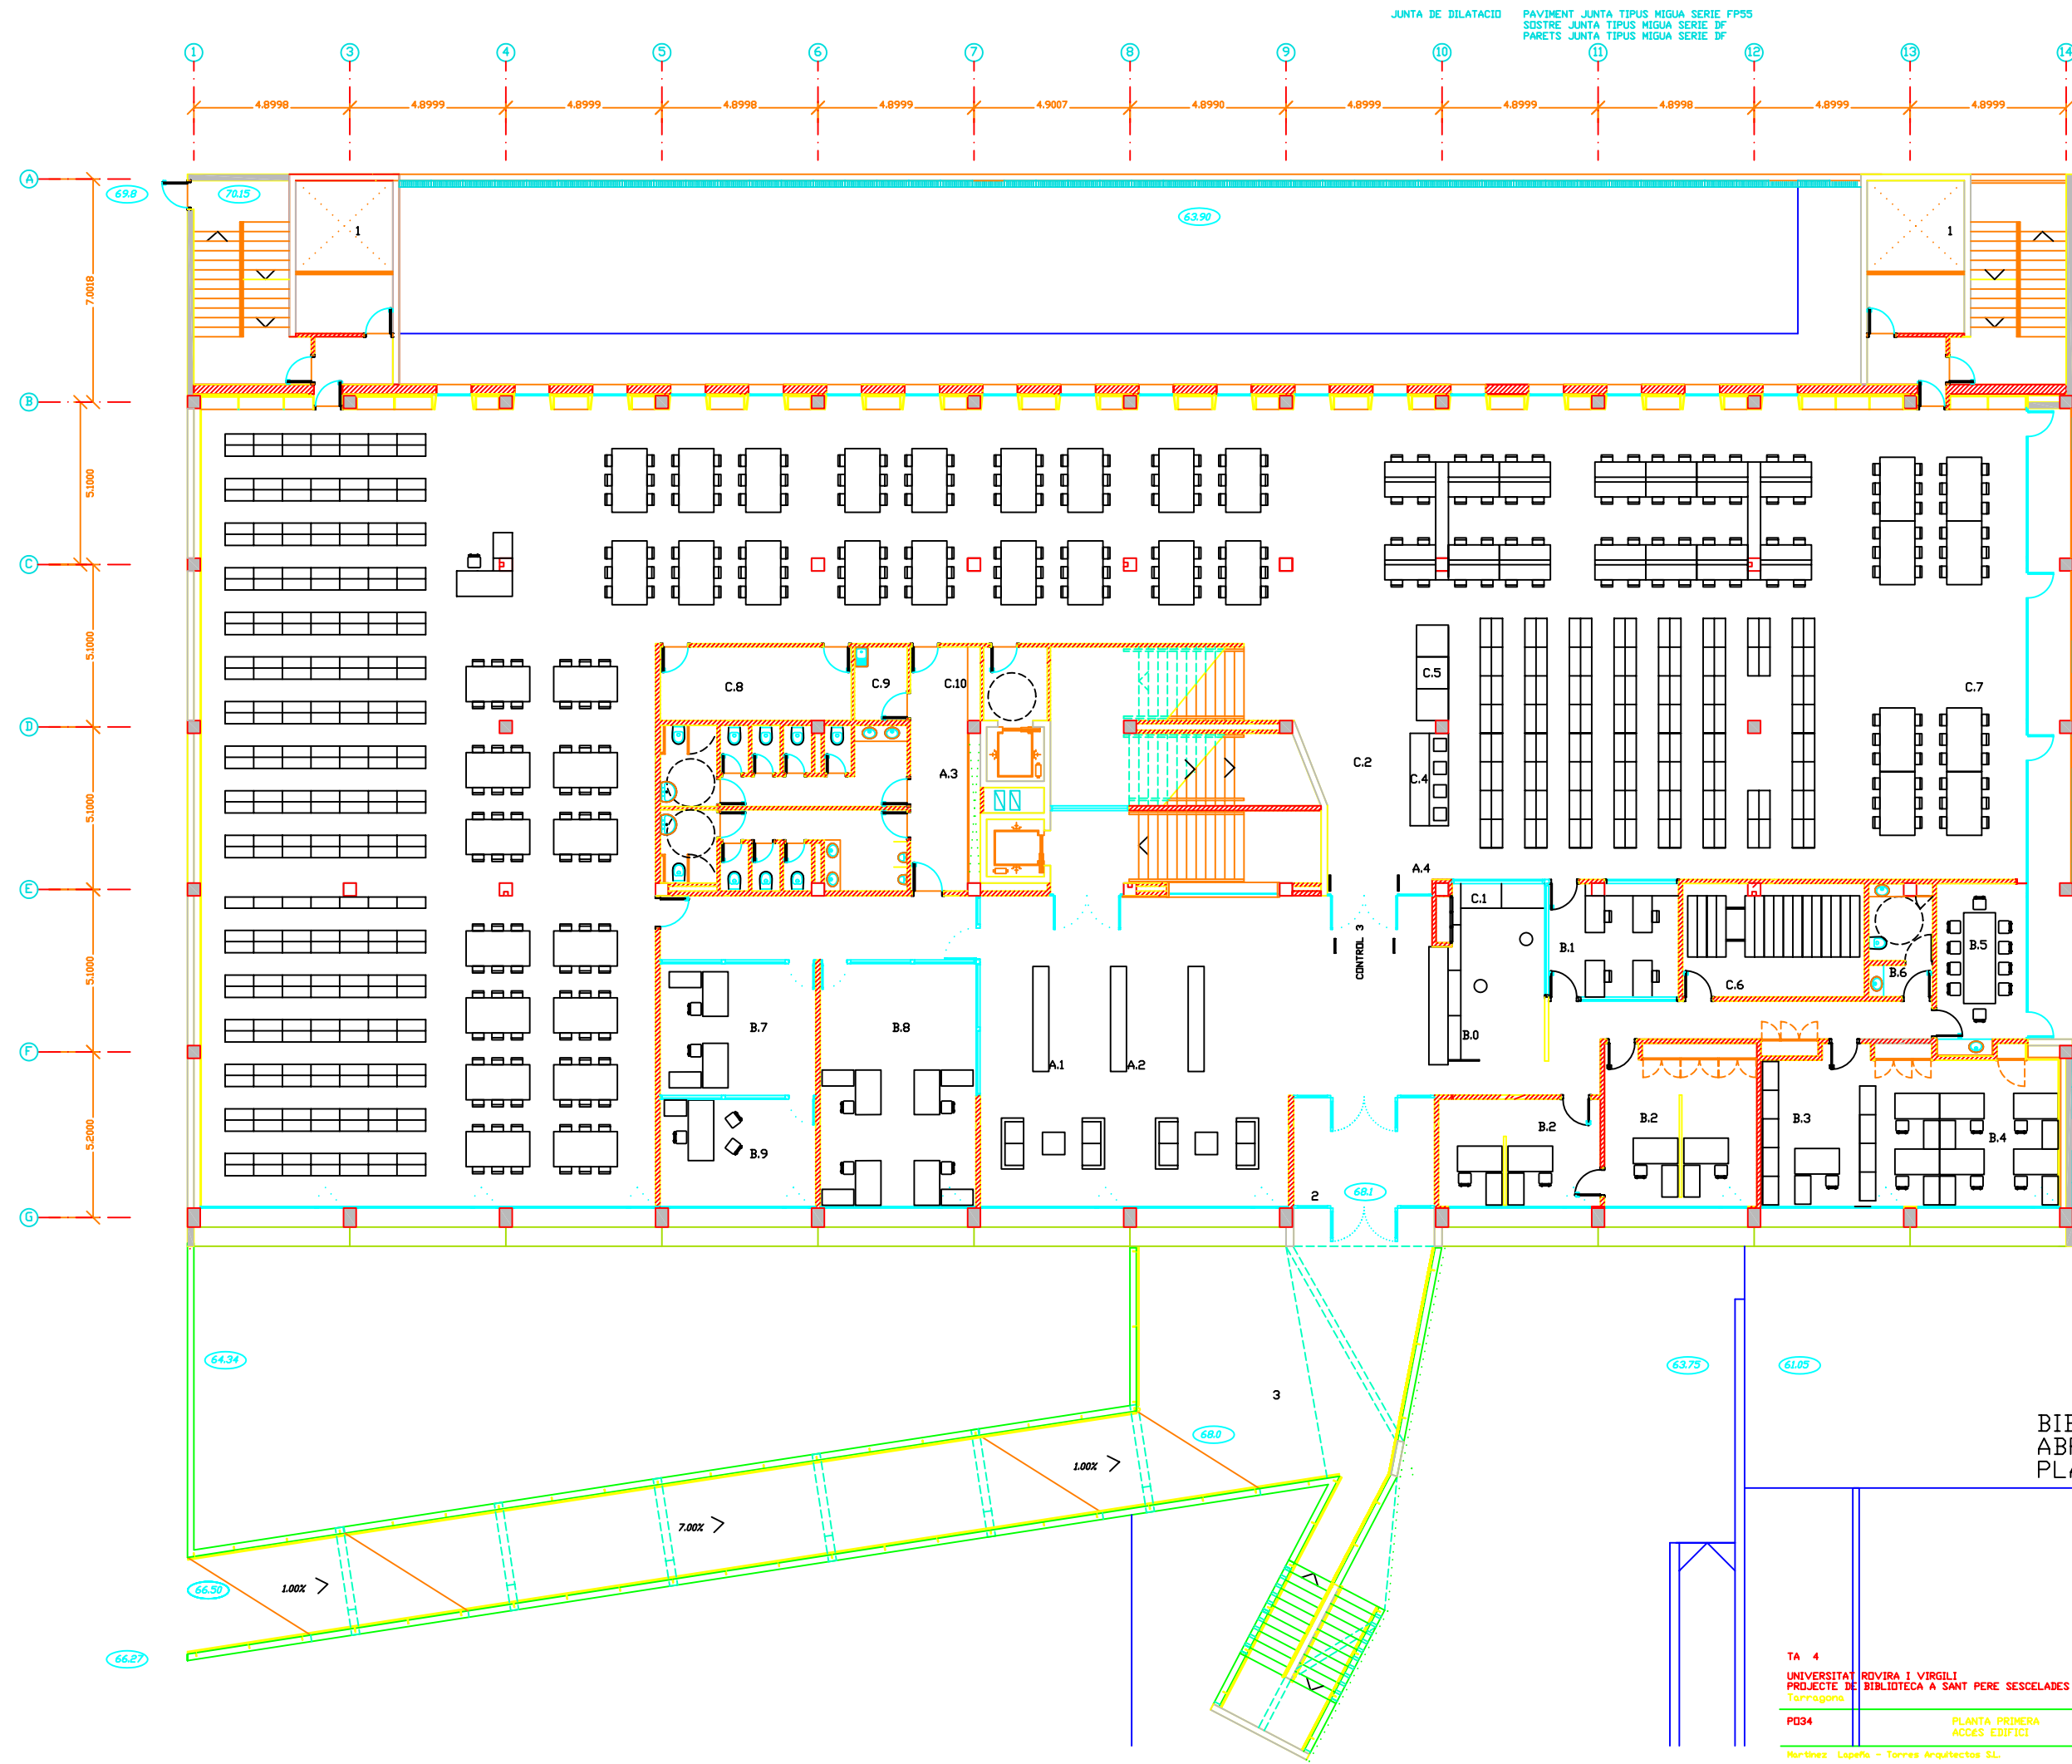 JUNTA DE DILATACIO PAVIMENT JUNTA TIPUS MIGUA SERIE FP55
SOSTRE JUNTA TIPUS MIGUA SERIE DF
PARETS JUNTA TIPUS MIGUA SERIE DF
1 3 4 5 6 7 8 9 10 11 12 13 14
4.8998 4.8999 4.8999 4.8998 4.8999 4.9007 4.8990 4.8999 4.8999 4.8998 4.8999 4.8999
A
69.8 70.15
63.90
1
1
7.0018
B
5.1000
C
5.1000
C.8 C.9 C.10
C.5
C.7
D
A.3
C.2
C.4
5.1000
A.4
E
C.1
B.1
B.5
CONTROL 3
B.6
C.6
5.1000
B.7
B.8
B.0
F
A.1 A.2
B.2
B.2
B.3
B.4
5.2000
B.9
2
68.1
G
64.34
63.75
61.05
3
68.0
BIB
PLA
1.00%
7.00%
1.00%
66.50
66.27
TA 4
UNIVERSITAT ROVIRA I VIRGILI
PROJECTE DE BIBLIOTECA A SANT PERE SESCELADES
Tarragona
P034 PLANTA PRIMERA
ACCES EDIFICI
Martinez Lapeña - Torres Arquitectos S.L.